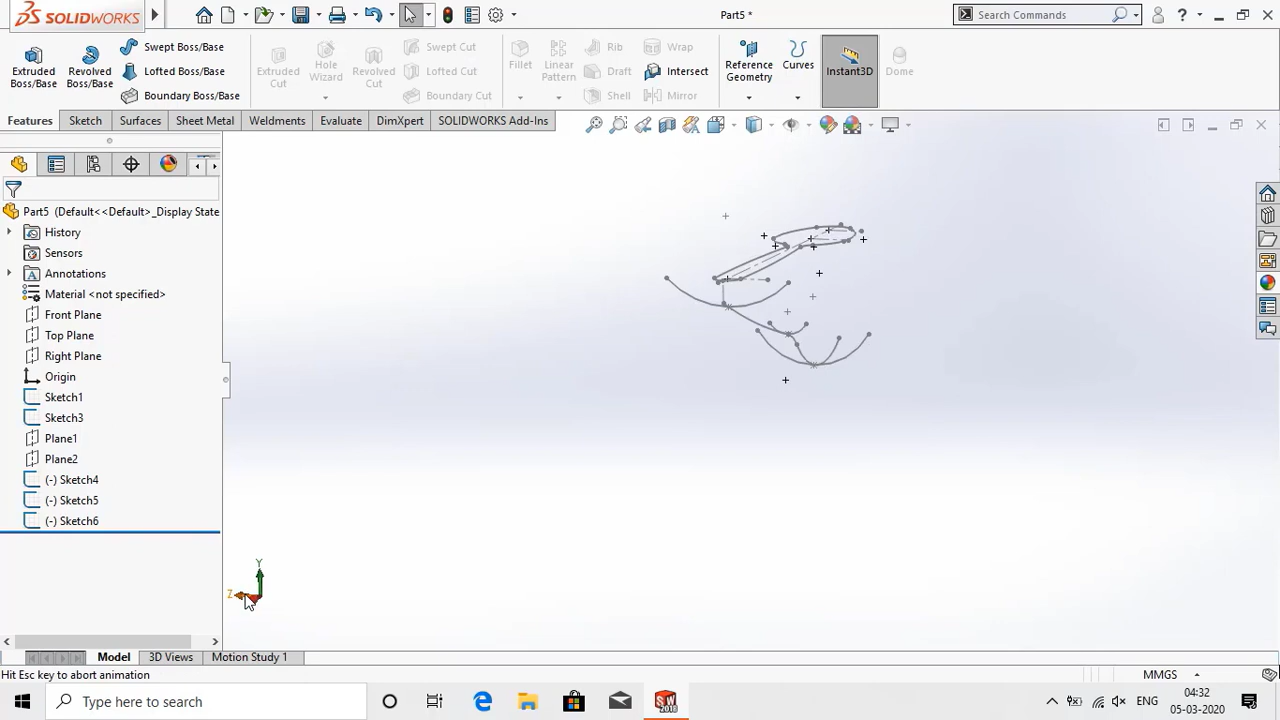 SOLIDWORKS
Part5 *
Search Commands
?
Extruded Boss/Base
Revolved Boss/Base
Swept Boss/Base
Lofted Boss/Base
Boundary Boss/Base
Extruded Cut
Hole Wizard
Revolved Cut
Swept Cut
Lofted Cut
Boundary Cut
Fillet
Linear Pattern
Rib
Draft
Shell
Wrap
Intersect
Mirror
Reference Geometry
Curves
Instant3D
Dome
Features
Sketch
Surfaces
Sheet Metal
Weldments
Evaluate
DimXpert
SOLIDWORKS Add-Ins
Part5 (Default<<Default>_Display State
History
Sensors
Annotations
Material <not specified>
Front Plane
Top Plane
Right Plane
Origin
Sketch1
Sketch3
Plane1
Plane2
(-) Sketch4
(-) Sketch5
(-) Sketch6
Y
Z
Model
3D Views
Motion Study 1
Hit Esc key to abort animation
MMGS
Type here to search
SW
2018
ENG
04:32
05-03-2020